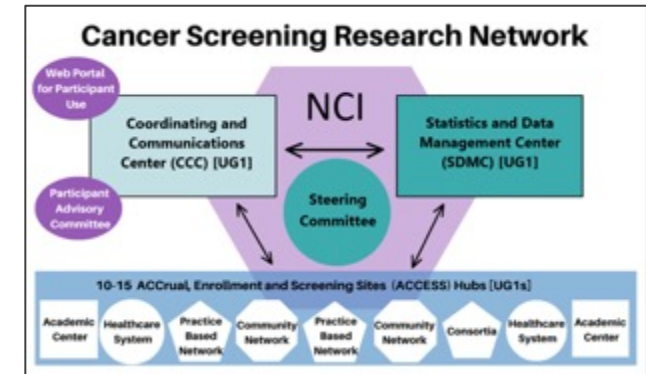 Cancer Screening Research Network
Web Portal
for Participant
Use
NCI
Coordinating and
Communications
Center (CCC) [UG1]
Statistics and Data
Management Center
(SDMC) [UG1]
Participant
Advisory
Committee
Steering
Committee
10-15 ACCrual, Enrollment and Screening Sites (ACCESS) Hubs [UG1s]
Academic
Center
Healthcare
System
Practice
Based
Network
Community
Network
Practice
Based
Network
Community
Network
Consortia
Healthcare
System
Academic
Center